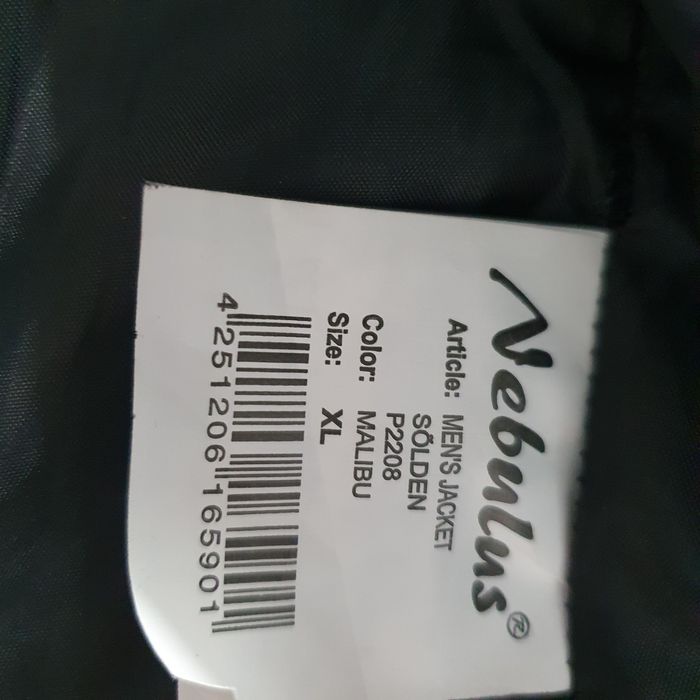 Nebulus®
Article: MEN'S JACKET
SÖLDEN
P2208
Color: MALIBU
Size: XL
4 251206 165901